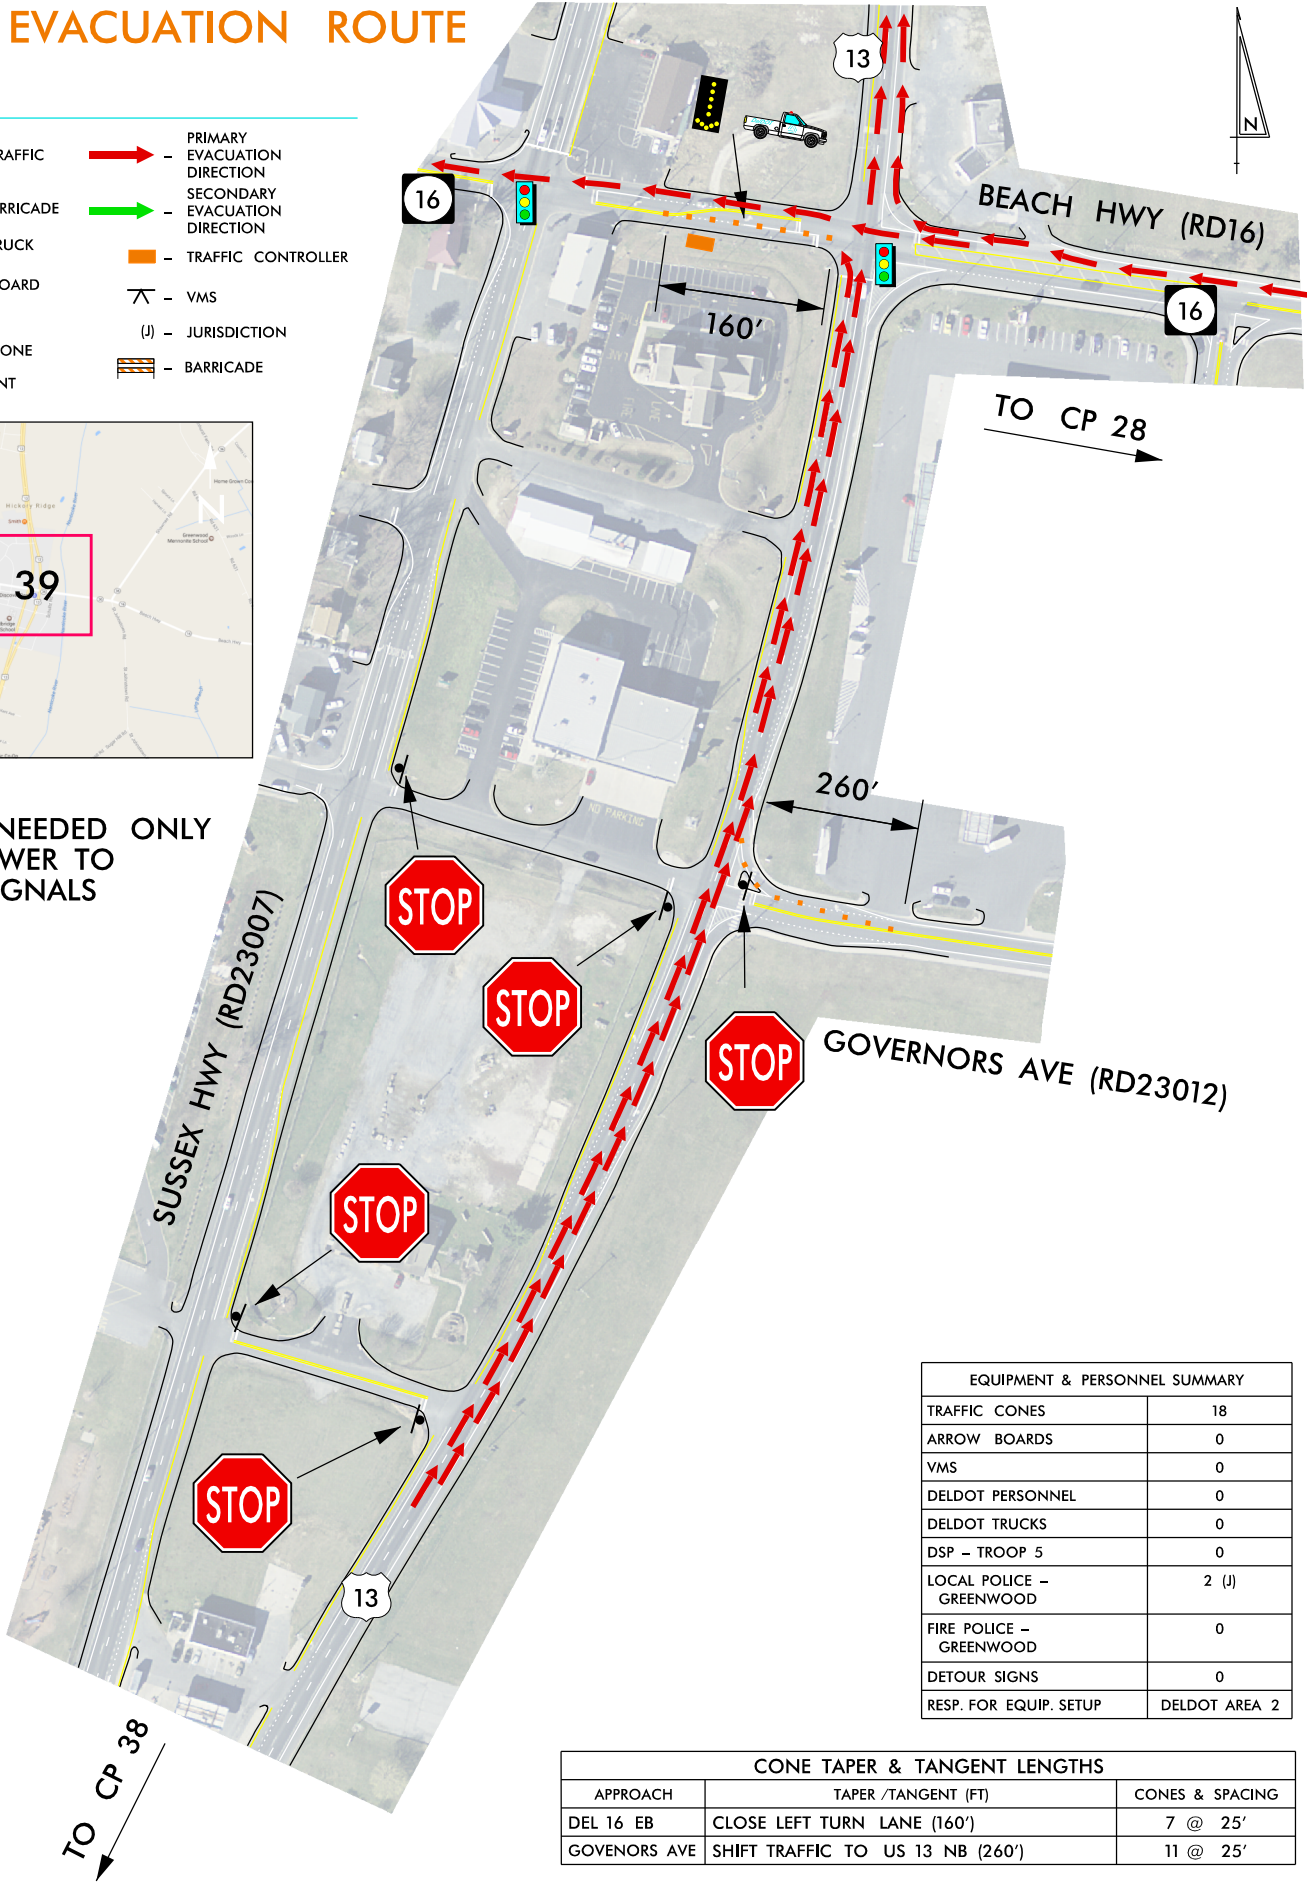 EVACUATION ROUTE
RAFFIC
PRIMARY
EVACUATION
DIRECTION
RRICADE
SECONDARY
EVACUATION
DIRECTION
RUCK
TRAFFIC CONTROLLER
OARD
VMS
(J) – JURISDICTION
ONE
BARRICADE
NT
13
16
BEACH HWY (RD16)
16
160'
TO CP 28
Hickory Ridge
N
39
260'
NO PARKING
NEEDED ONLY
WER TO
GNALS
STOP
STOP
STOP
SUSSEX HWY (RD23007)
GOVERNORS AVE (RD23012)
STOP
STOP
13
TO CP 38
N
EQUIPMENT & PERSONNEL SUMMARY
TRAFFIC CONES 18
ARROW BOARDS 0
VMS 0
DELDOT PERSONNEL 0
DELDOT TRUCKS 0
DSP – TROOP 5 0
LOCAL POLICE – 2 (J)
GREENWOOD
FIRE POLICE – 0
GREENWOOD
DETOUR SIGNS 0
RESP. FOR EQUIP. SETUP DELDOT AREA 2
CONE TAPER & TANGENT LENGTHS
APPROACH TAPER /TANGENT (FT) CONES & SPACING
DEL 16 EB CLOSE LEFT TURN LANE (160') 7 @ 25'
GOVENORS AVE SHIFT TRAFFIC TO US 13 NB (260') 11 @ 25'